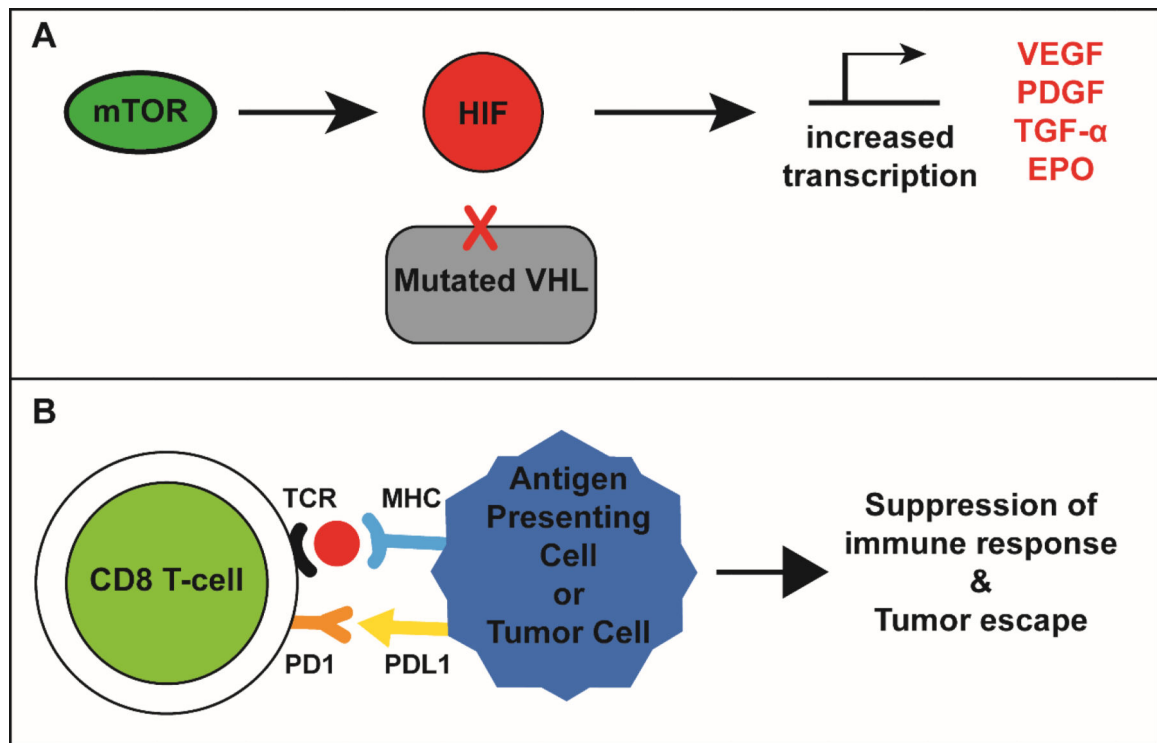 A
mTOR
HIF
increased
transcription
VEGF
PDGF
TGF-α
EPO
Mutated VHL
B
TCR
MHC
CD8 T-cell
PD1
PDL1
Antigen
Presenting
Cell
or
Tumor Cell
Suppression of
immune response
&
Tumor escape